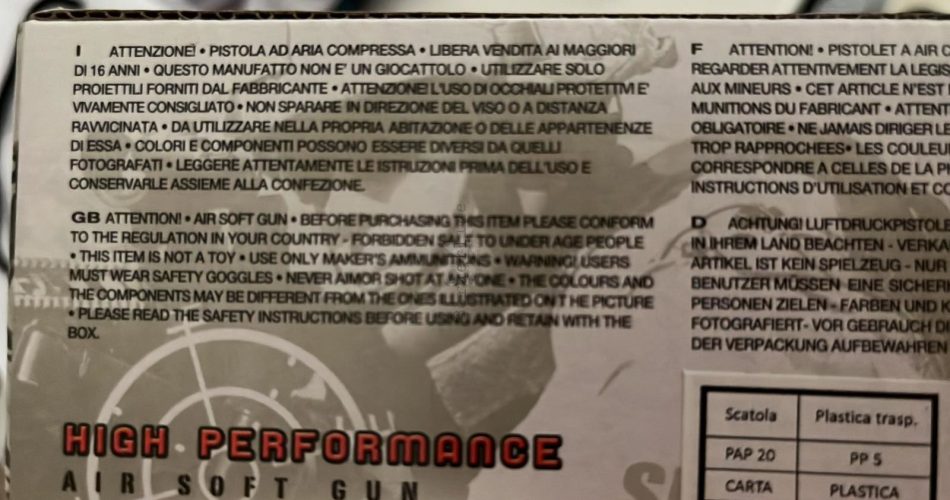 I ATTENZIONE! • PISTOLA AD ARIA COMPRESSA • LIBERA VENDITA AI MAGGIORI
DI 16 ANNI • QUESTO MANUFATTO NON E' UN GIOCATTOLO • UTILIZZARE SOLO
PROIETTILI FORNITI DAL FABBRICANTE • ATTENZIONE! L'USO DI OCCHIALI PROTETTIVI E'
VIVAMENTE CONSIGLIATO • NON SPARARE IN DIREZIONE DEL VISO O A DISTANZA
RAVVICINATA • DA UTILIZZARE NELLA PROPRIA ABITAZIONE O DELLE APPARTENENZE
DI ESSA • COLORI E COMPONENTI POSSONO ESSERE DIVERSI DA QUELLI
FOTOGRAFATI • LEGGERE ATTENTAMENTE LE ISTRUZIONI PRIMA DELL'USO E
CONSERVARLE ASSIEME ALLA CONFEZIONE.
GB ATTENTION! • AIR SOFT GUN • BEFORE PURCHASING THIS ITEM PLEASE CONFORM
TO THE REGULATION IN YOUR COUNTRY - FORBIDDEN SALE TO UNDER AGE PEOPLE
• THIS ITEM IS NOT A TOY • USE ONLY MAKER'S AMMUNITIONS • WARNING! USERS
MUST WEAR SAFETY GOGGLES • NEVER AIMOR SHOT AT ANYONE • THE COLOURS AND
THE COMPONENTS MAY BE DIFFERENT FROM THE ONES ILLUSTRATED ON T HE PICTURE
• PLEASE READ THE SAFETY INSTRUCTIONS BEFORE USING AND RETAIN WITH THE
BOX.
HIGH PERFORMANCE
AIR SOFT GUN
F ATTENTION! • PISTOLET A AIR C
REGARDER ATTENTIVEMENT LA LEGIS
AUX MINEURS • CET ARTICLE N'EST
MUNITIONS DU FABRICANT • ATTENT
OBLIGATOIRE • NE JAMAIS DIRIGER LE
TROP RAPPROCHEES • LES COULEU
CORRESPONDRE A CELLES DE LA P
INSTRUCTIONS D'UTILISATION ET CO
D ACHTUNG! LUFTDRUCKPISTOL
IN IHREM LAND BEACHTEN - VERKA
ARTIKEL IST KEIN SPIELZEUG - NUR
BENUTZER MÜSSEN EINE SICHER
PERSONEN ZIELEN - FARBEN UND
FOTOGRAFIERT- VOR GEBRAUCH
DER VERPACKUNG AUFBEWAHREN
Scatola Plastica trasp.
PAP 20 PP 5
CARTA PLASTICA